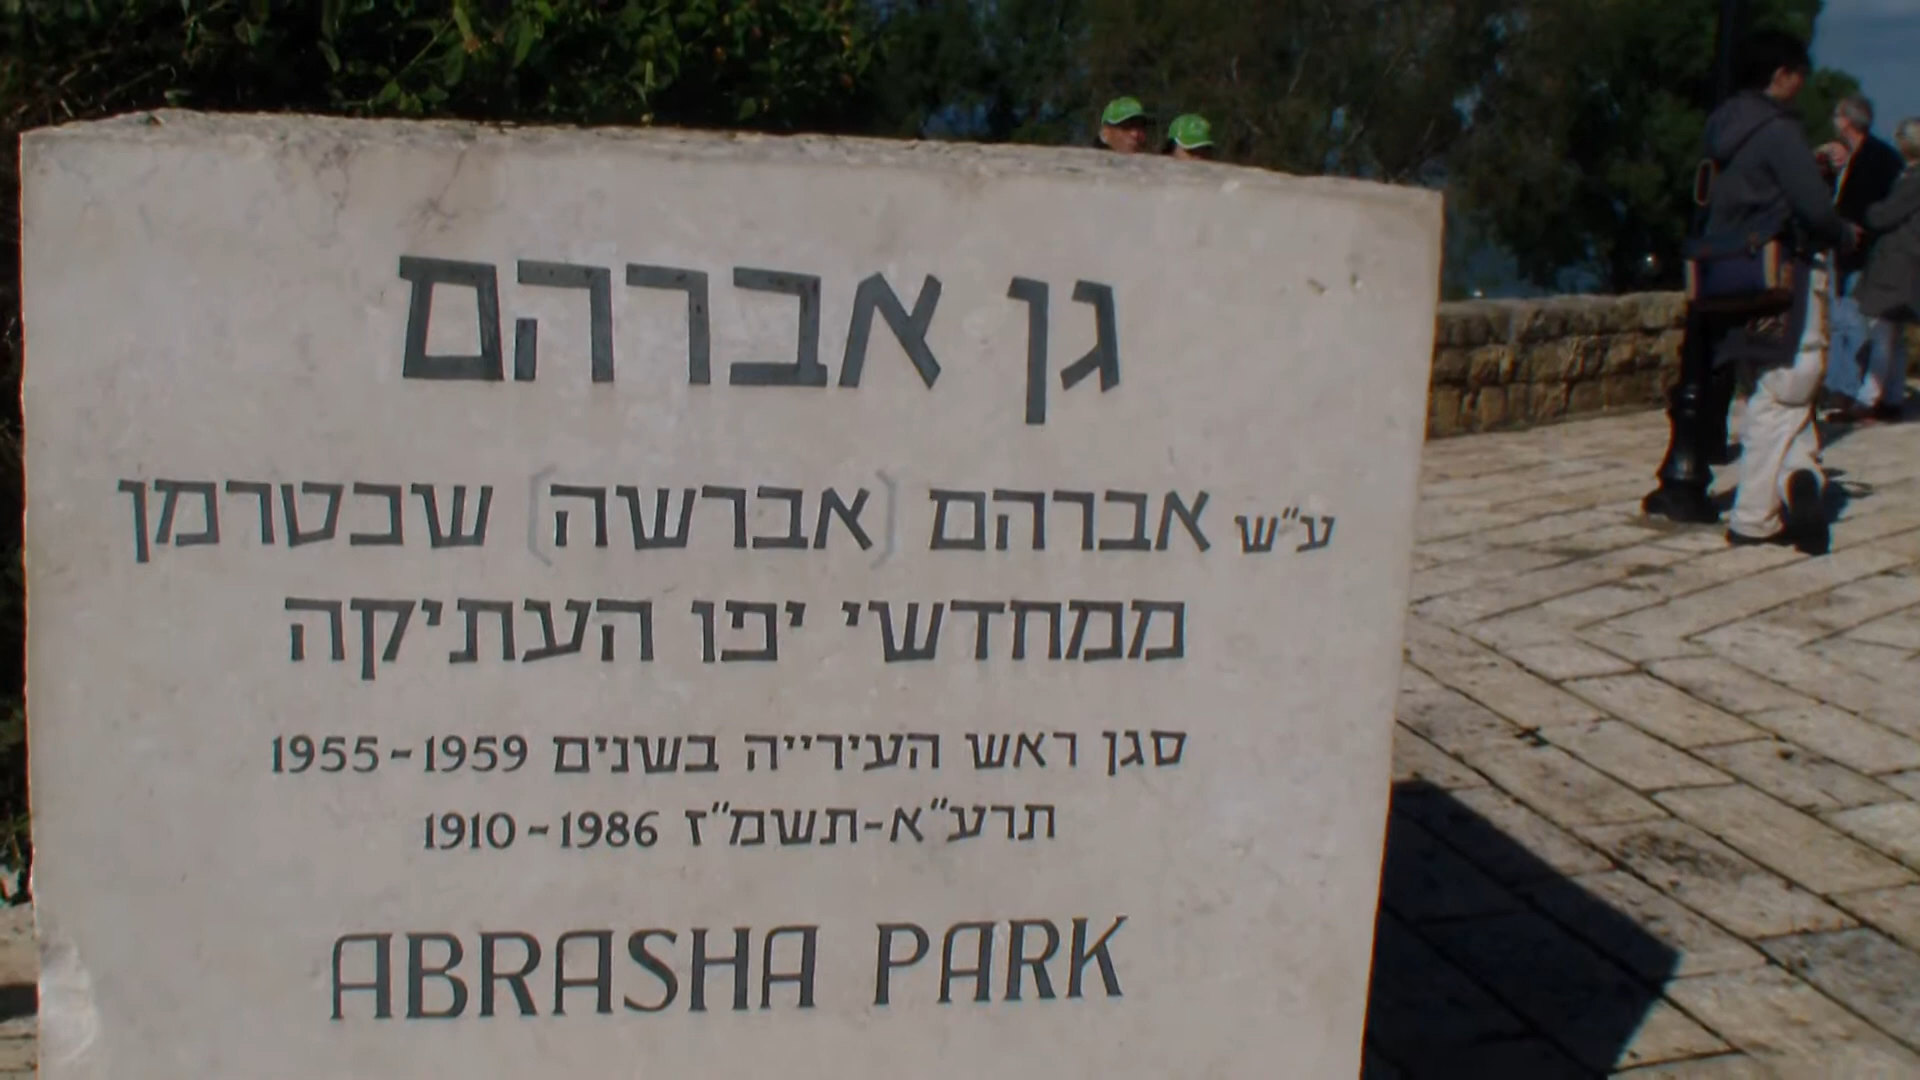 גן אברהם
ע"ש אברהם (אברשה) שכטרמן
ממחדשי יפו העתיקה
סגן ראש העירייה בשנים 1955-1959
תרע"א-תשמ"ז 1910-1986
ABRASHA PARK